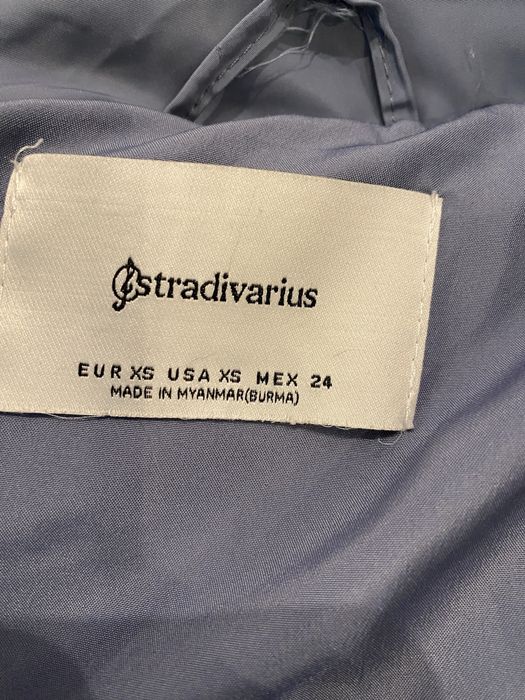 stradivarius
EUR XS USA XS MEX 24
MADE IN MYANMAR(BURMA)